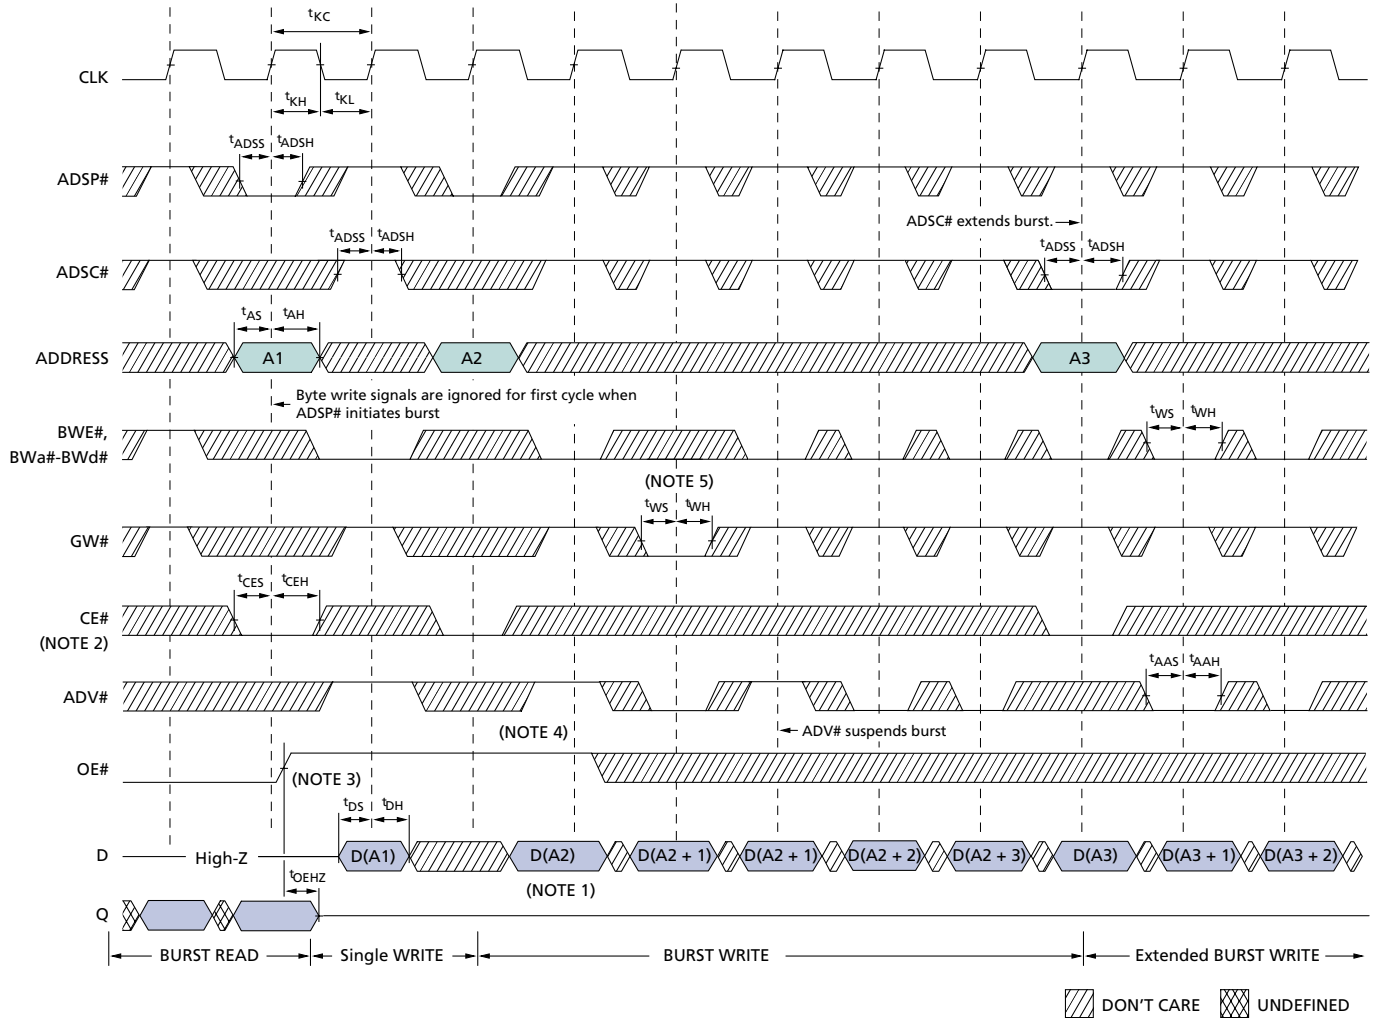 tKC
CLK
tKH tKL
tADSS tADSH
ADSP#
ADSC# extends burst.
tADSS tADSH tADSS tADSH
ADSC#
tAS tAH
ADDRESS A1 A2 A3
Byte write signals are ignored for first cycle when
ADSP# initiates burst
tWS tWH
BWE#,
BWa#-BWd#
(NOTE 5)
tWS tWH
GW#
tCES tCEH
CE#
(NOTE 2)
tAAS tAAH
ADV#
(NOTE 4) ADV# suspends burst
OE#
(NOTE 3)
tDS tDH
D High-Z D(A1) D(A2) D(A2 + 1) D(A2 + 1) D(A2 + 2) D(A2 + 3) D(A3) D(A3 + 1) D(A3 + 2)
tOEHZ (NOTE 1)
Q
BURST READ Single WRITE BURST WRITE Extended BURST WRITE
DON'T CARE UNDEFINED